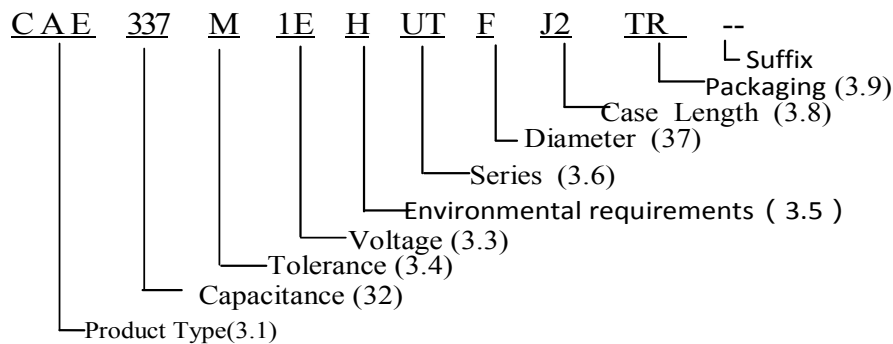 CAE 337 M 1E H UT F J2 TR --
Suffix
Packaging (3.9)
Case Length (3.8)
Diameter (37)
Series (3.6)
Environmental requirements ( 3.5 )
Voltage (3.3)
Tolerance (3.4)
Capacitance (32)
Product Type(3.1)